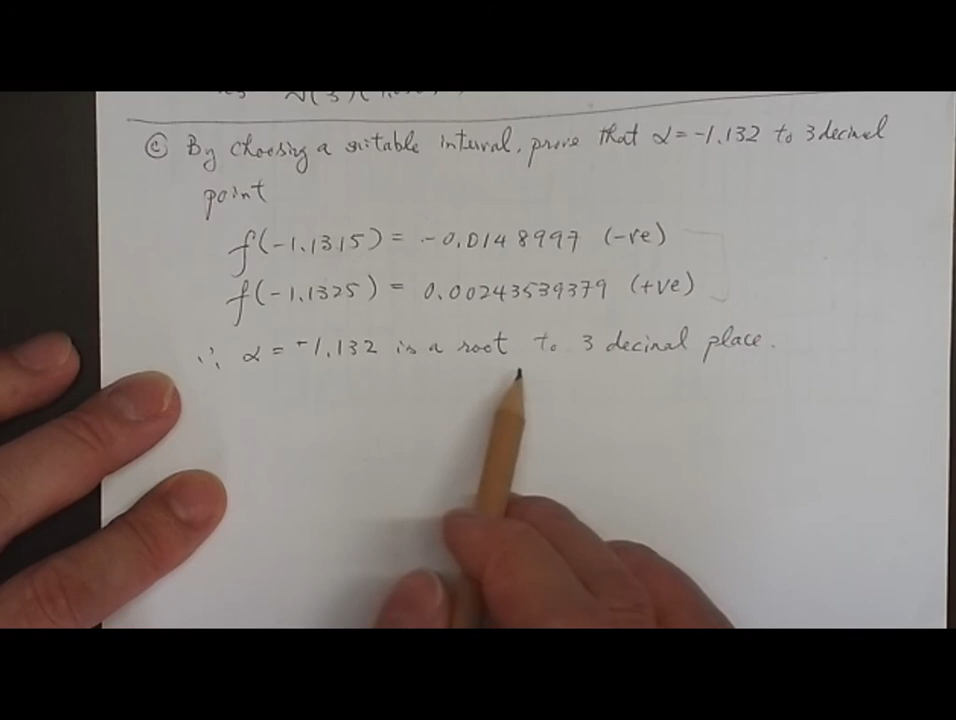 © By choosing a suitable interval, prove that α = -1.132 to 3 decimal
point
f(-1.1315) = -0.0148997 (-re)
f(-1.1325) = 0.00243539379 (+ve)
∴ α = -1.132 is a root to 3 decimal place.